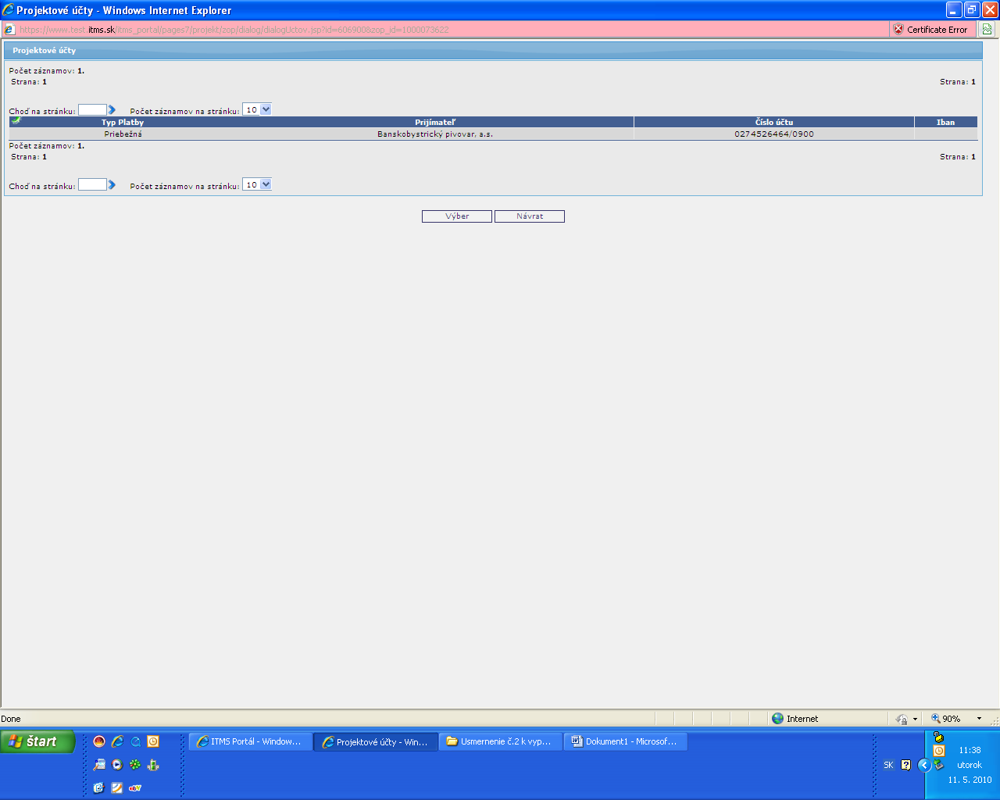 Projektové účty - Windows Internet Explorer
https://www.test.itms.sk/itms_portal/pages7/projekt/zop/dialog/dialogUctov.jsp?id=606900&zop_id=1000073622
Certificate Error
Projektové účty
Počet záznamov: 1.
Strana: 1 Strana: 1
Choď na stránku: Počet záznamov na stránku: 10
Typ Platby Prijímateľ Číslo účtu Iban
Priebežná Banskobystrický pivovar, a.s. 0274526464/0900
Počet záznamov: 1.
Strana: 1 Strana: 1
Choď na stránku: Počet záznamov na stránku: 10
Výber Návrat
Done Internet 90%
štart ITMS Portál - Window... Projektové účty - Win... Usmernenie č.2 k vyp... Dokument1 - Microsof...
SK
11:38
utorok
11. 5. 2010